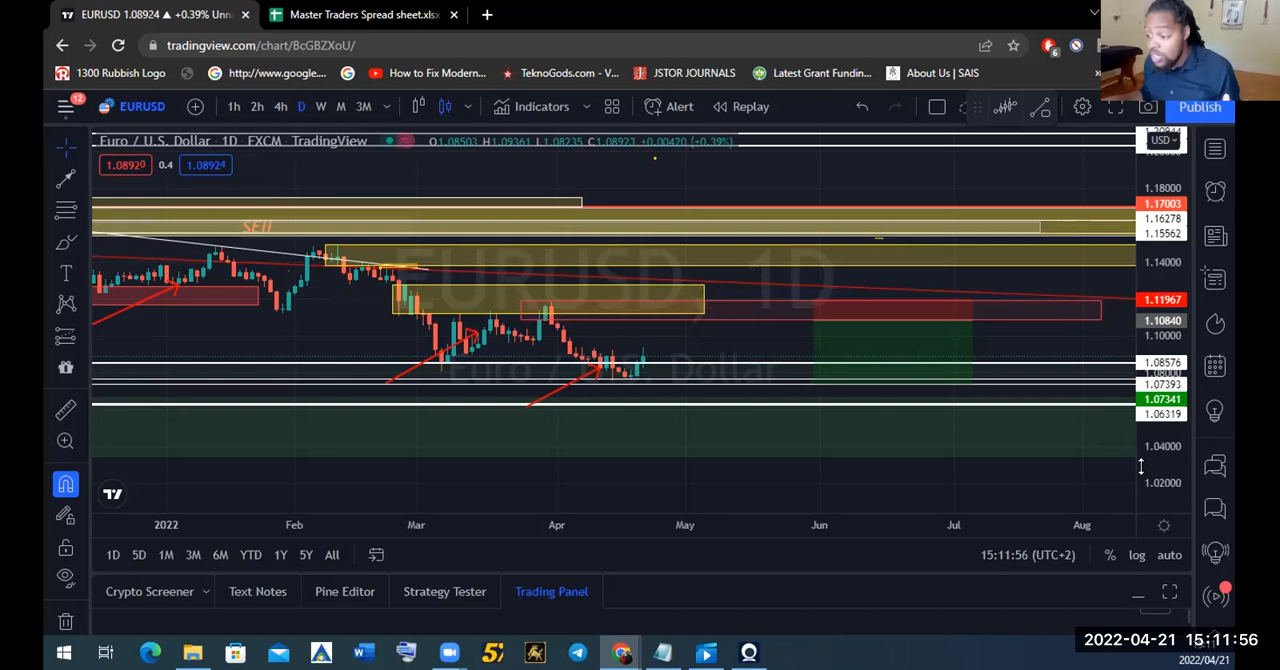 EURUSD 1.08924 ▲ +0.39% Unn
Master Traders Spread sheet.xlsx
tradingview.com/chart/BcGBZXoU/
6
1300 Rubbish Logo
http://www.google....
How to Fix Modern...
TeknoGods.com - V...
JSTOR JOURNALS
Latest Grant Fundin...
About Us | SAIS
»
12
EURUSD
1h 2h 4h D W M 3M
Indicators
Alert
Replay
Publish
Euro / U.S. Dollar · 1D · FXCM · TradingView
O1.08503 H1.09361 L1.08235 C1.08923 +0.00420 (+0.39%)
USD
1.08920 0.4 1.08924
1.18000
1.17003
1.16278
1.15562
SELL
1.14000
EURUSD, 1D
Euro / U.S. Dollar
1.11967
1.10840
1.10000
1.08576
1.08000
1.07393
1.07341
1.06319
1.04000
1.02000
2022 Feb Mar Apr May Jun Jul Aug
1D 5D 1M 3M 6M YTD 1Y 5Y All
15:11:56 (UTC+2) % log auto
Crypto Screener Text Notes Pine Editor Strategy Tester Trading Panel
2022-04-21 15:11:56
2022/04/21